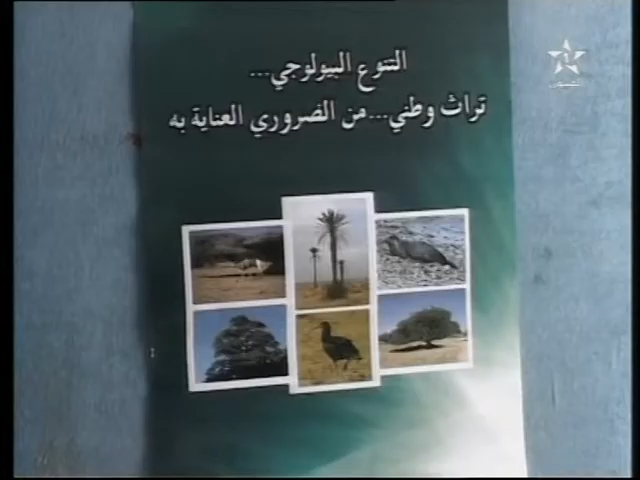 التنوع البيولوجي...
تراث وطني...من الضروري العناية به